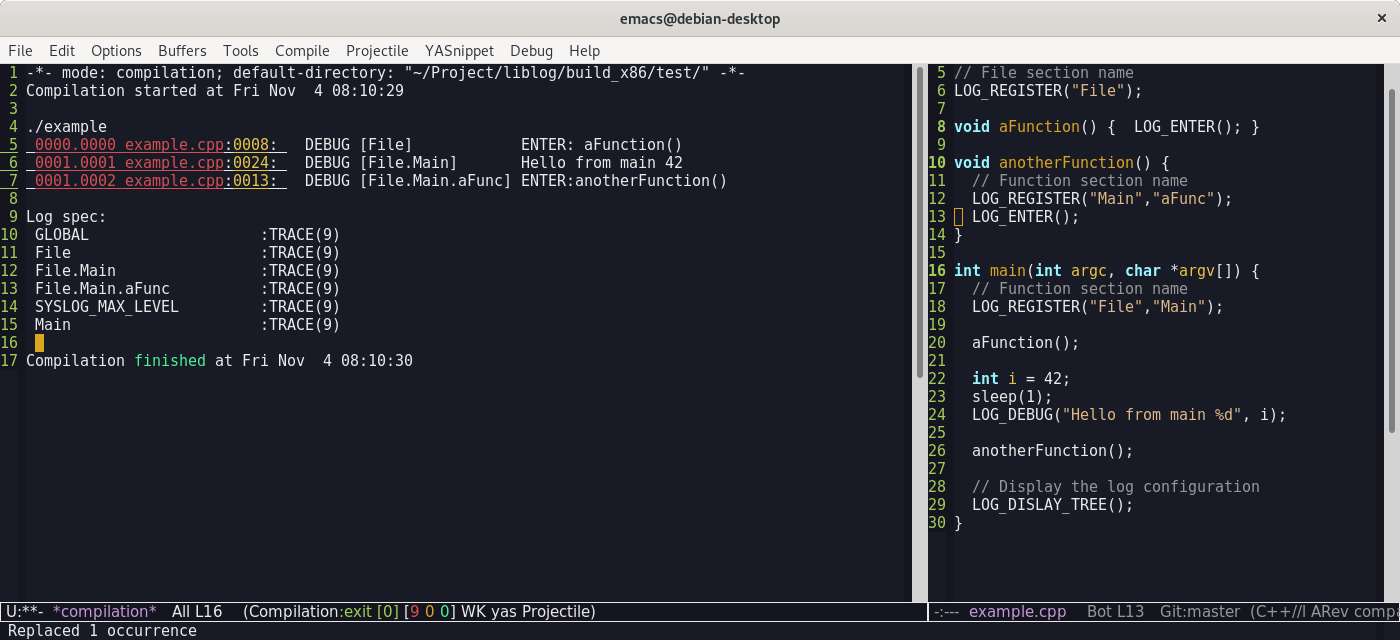 emacs@debian-desktop
File Edit Options Buffers Tools Compile Projectile YASnippet Debug Help
1 -*- mode: compilation; default-directory: "~/Project/liblog/build_x86/test/" -*-
2 Compilation started at Fri Nov  4 08:10:29
3
4 ./example
5  0000.0000 example.cpp:0008:   DEBUG [File]            ENTER: aFunction()
6  0001.0001 example.cpp:0024:   DEBUG [File.Main]       Hello from main 42
7  0001.0002 example.cpp:0013:   DEBUG [File.Main.aFunc] ENTER:anotherFunction()
8
9 Log spec:
10  GLOBAL                   :TRACE(9)
11  File                     :TRACE(9)
12  File.Main                :TRACE(9)
13  File.Main.aFunc          :TRACE(9)
14  SYSLOG_MAX_LEVEL         :TRACE(9)
15  Main                     :TRACE(9)
16
17 Compilation finished at Fri Nov  4 08:10:30
U:**-  *compilation*   All L16   (Compilation:exit [0] [9 0 0] WK yas Projectile)
5 // File section name
6 LOG_REGISTER("File");
7
8 void aFunction() {  LOG_ENTER(); }
9
10 void anotherFunction() {
11   // Function section name
12   LOG_REGISTER("Main","aFunc");
13   LOG_ENTER();
14 }
15
16 int main(int argc, char *argv[]) {
17   // Function section name
18   LOG_REGISTER("File","Main");
19
20   aFunction();
21
22   int i = 42;
23   sleep(1);
24   LOG_DEBUG("Hello from main %d", i);
25
26   anotherFunction();
27
28   // Display the log configuration
29   LOG_DISLAY_TREE();
30 }
-:---  example.cpp   Bot L13   Git:master  (C++//l ARev compa
Replaced 1 occurrence